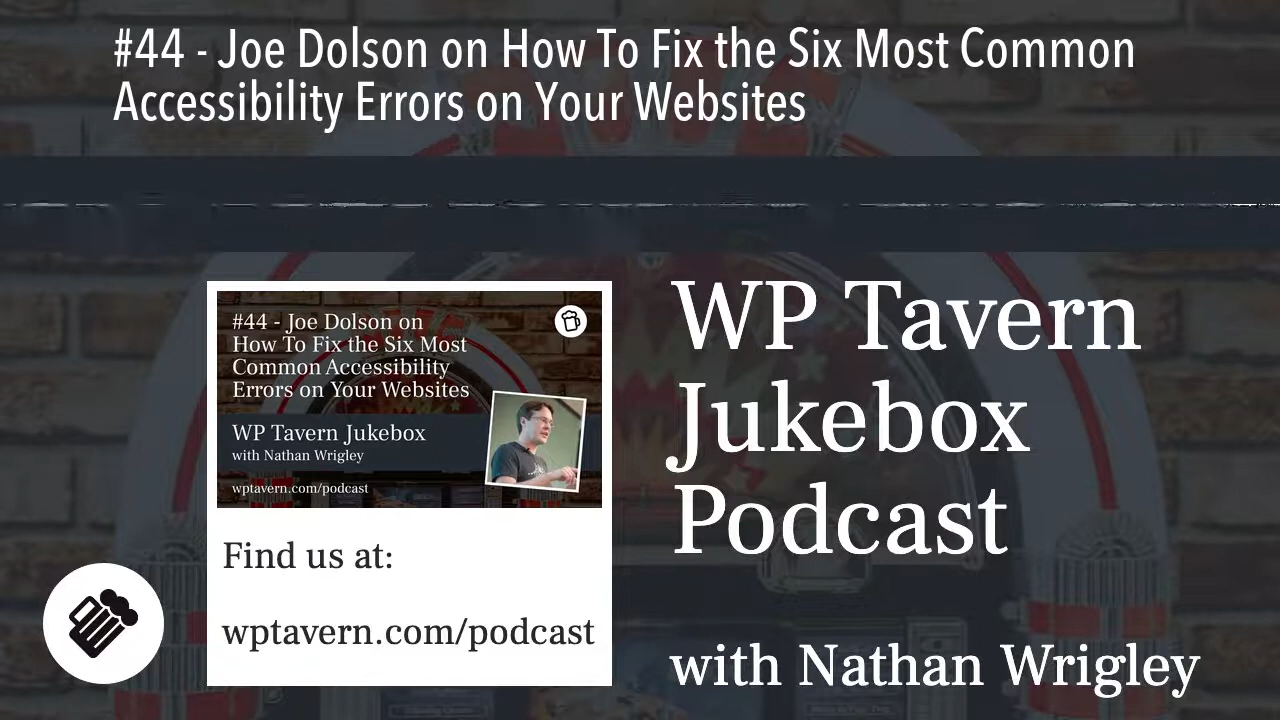 #44 - Joe Dolson on How To Fix the Six Most Common
Accessibility Errors on Your Websites
#44 - Joe Dolson on
How To Fix the Six Most
Common Accessibility
Errors on Your Websites
WP Tavern Jukebox
with Nathan Wrigley
wptavern.com/podcast
Find us at:
wptavern.com/podcast
WP Tavern
Jukebox
Podcast
with Nathan Wrigley